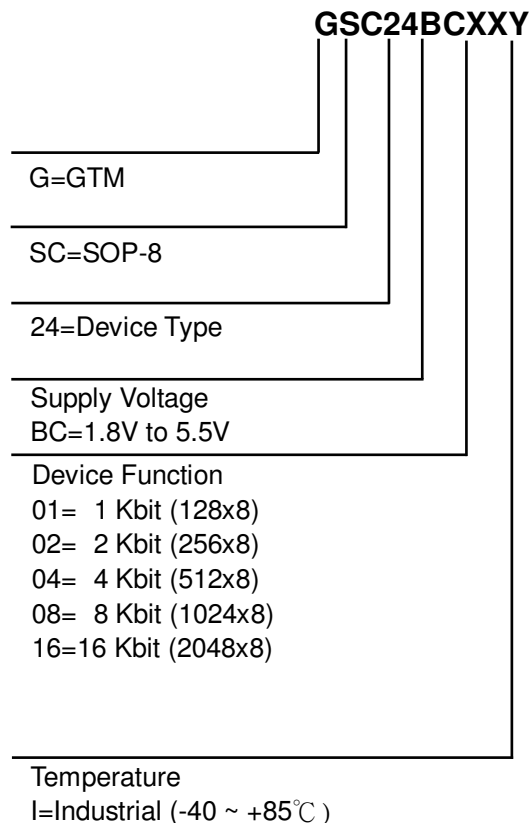 GSC24BCXXY
G=GTM
SC=SOP-8
24=Device Type
Supply Voltage
BC=1.8V to 5.5V
Device Function
01= 1 Kbit (128x8)
02= 2 Kbit (256x8)
04= 4 Kbit (512x8)
08= 8 Kbit (1024x8)
16=16 Kbit (2048x8)
Temperature
I=Industrial (-40 ~ +85℃)